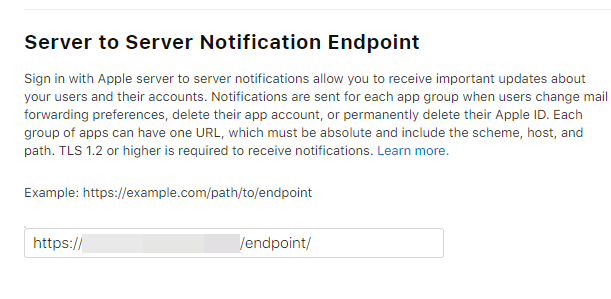 Server to Server Notification Endpoint
Sign in with Apple server to server notifications allow you to receive important updates about
your users and their accounts. Notifications are sent for each app group when users change mail
forwarding preferences, delete their app account, or permanently delete their Apple ID. Each
group of apps can have one URL, which must be absolute and include the scheme, host, and
path. TLS 1.2 or higher is required to receive notifications. Learn more.
Example: https://example.com/path/to/endpoint
https:// /endpoint/